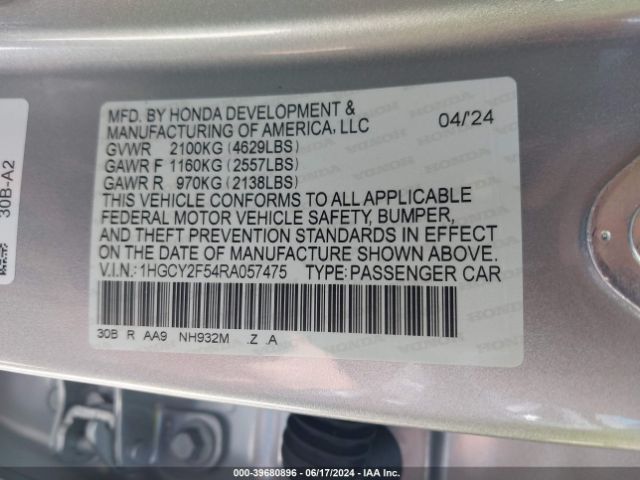 MFD. BY HONDA DEVELOPMENT &
MANUFACTURING OF AMERICA, LLC 04/24
GVWR 2100KG (4629LBS)
GAWR F 1160KG (2557LBS)
GAWR R 970KG (2138LBS)
THIS VEHICLE CONFORMS TO ALL APPLICABLE
FEDERAL MOTOR VEHICLE SAFETY, BUMPER,
AND THEFT PREVENTION STANDARDS IN EFFECT
ON THE DATE OF MANUFACTURE SHOWN ABOVE.
V.I.N.: 1HGCY2F54RA057475 TYPE: PASSENGER CAR
30B R AA9 NH932M .Z .A
30B-A2
000-39680896 - 06/17/2024 - IAA Inc.